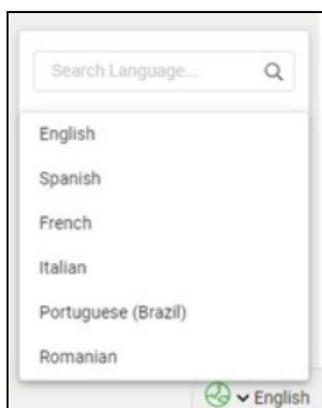 Search Language...
English
Spanish
French
Italian
Portuguese (Brazil)
Romanian
English